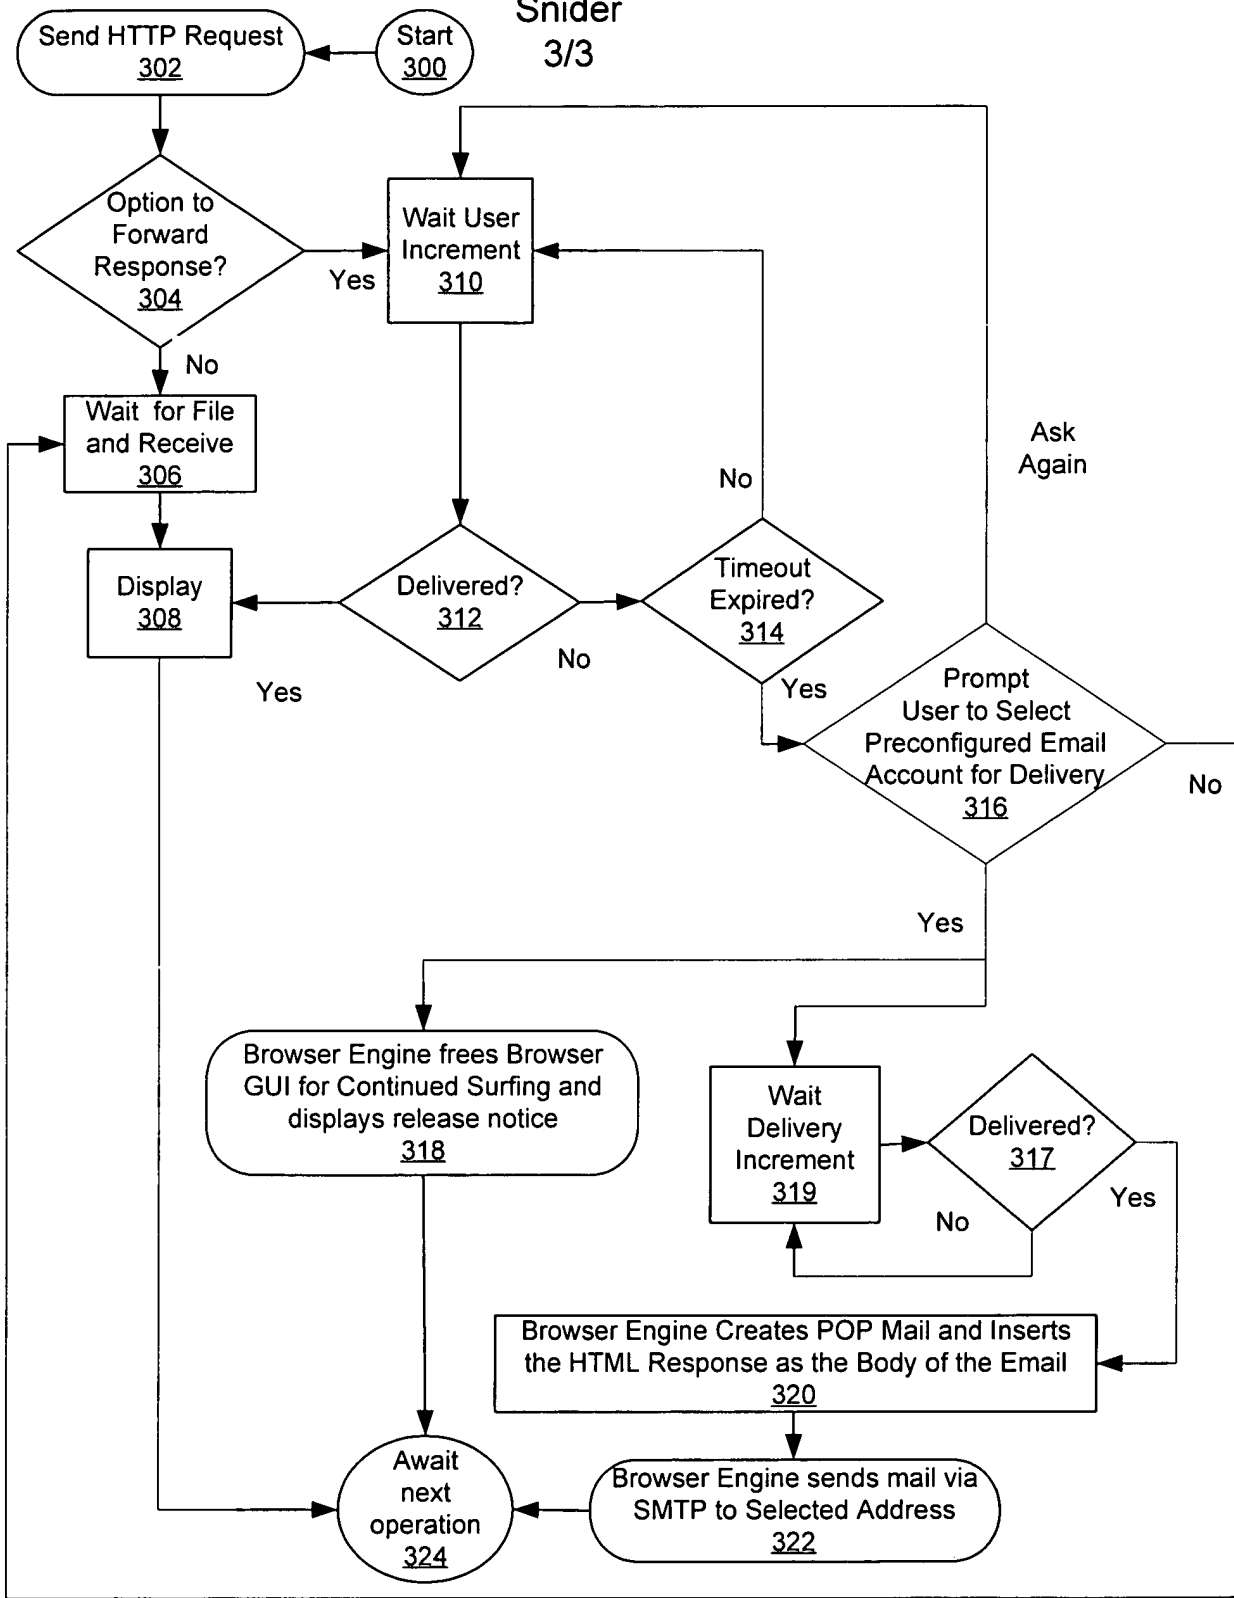 Snider
3/3
Send HTTP Request
302
Start
300
Option to
Forward
Response?
304
Yes
No
Wait User
Increment
310
Wait for File
and Receive
306
Display
308
Delivered?
312
Yes
No
Timeout
Expired?
314
No
Yes
Ask
Again
Prompt
User to Select
Preconfigured Email
Account for Delivery
316
No
Yes
Browser Engine frees Browser
GUI for Continued Surfing and
displays release notice
318
Wait
Delivery
Increment
319
Delivered?
317
No
Yes
Browser Engine Creates POP Mail and Inserts
the HTML Response as the Body of the Email
320
Browser Engine sends mail via
SMTP to Selected Address
322
Await
next
operation
324